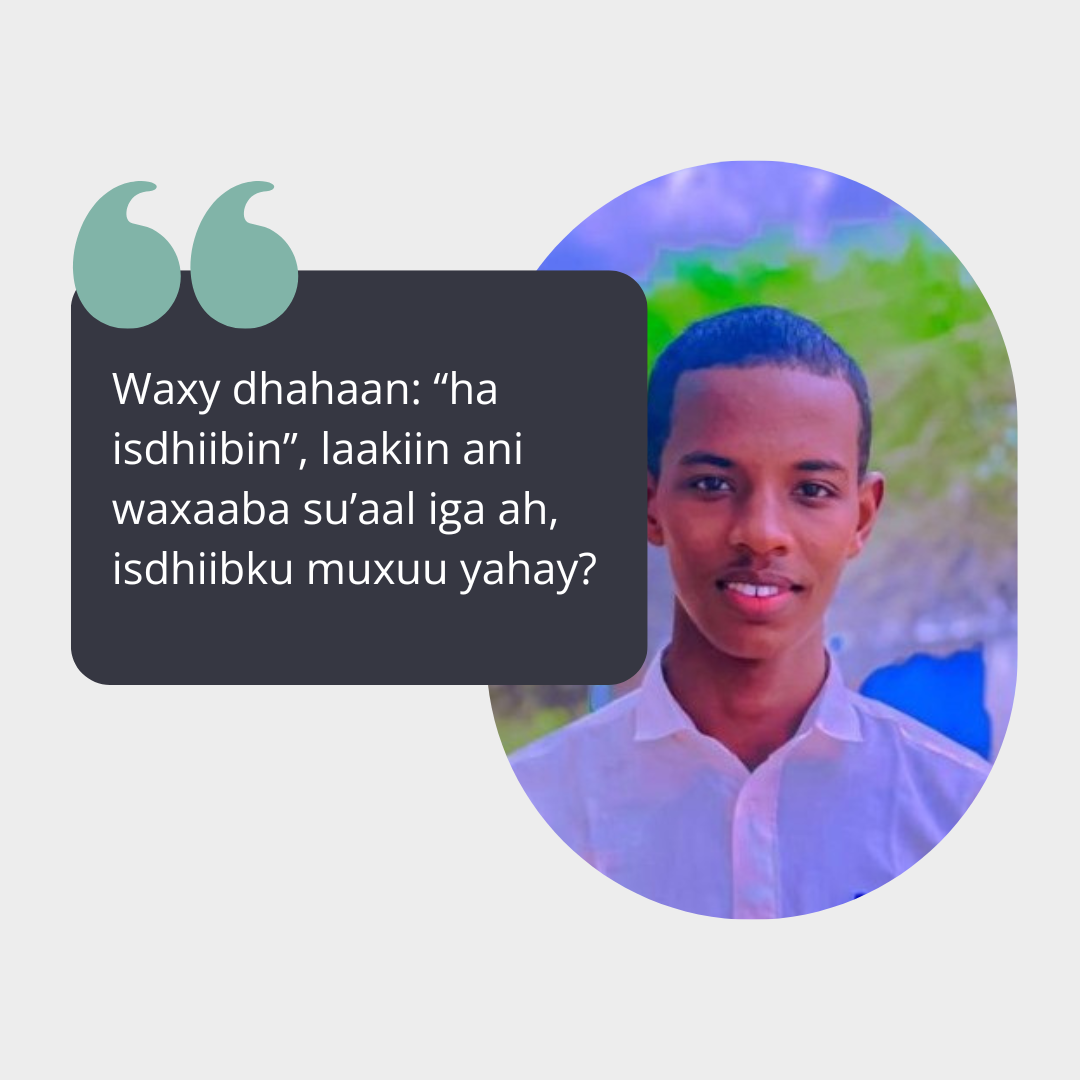 Waxy dhahaan: “ha
isdhiibin”, laakiin ani
waxaaba su’aal iga ah,
isdhiibku muxuu yahay?